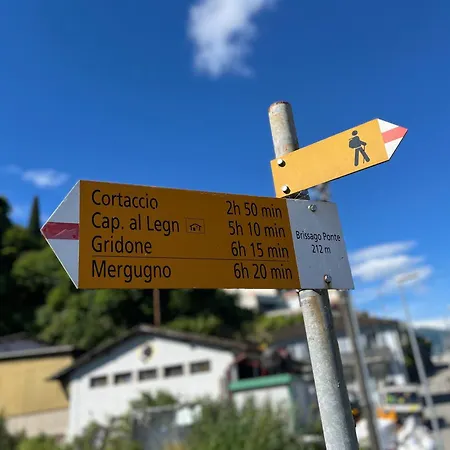 Cortaccio 2h 50 min
Cap. al Legn 5h 10 min
Gridone 6h 15 min
Mergugno 6h 20 min
Brissago Ponte
212 m